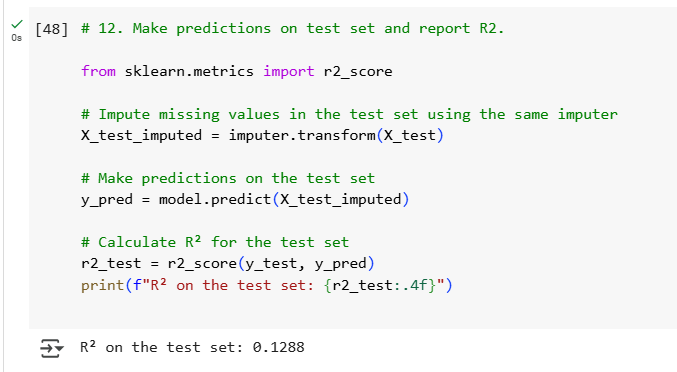 [48] # 12. Make predictions on test set and report R2.
0s
from sklearn.metrics import r2_score
# Impute missing values in the test set using the same imputer
X_test_imputed = imputer.transform(X_test)
# Make predictions on the test set
y_pred = model.predict(X_test_imputed)
# Calculate R² for the test set
r2_test = r2_score(y_test, y_pred)
print(f"R² on the test set: {r2_test:.4f}")
R² on the test set: 0.1288